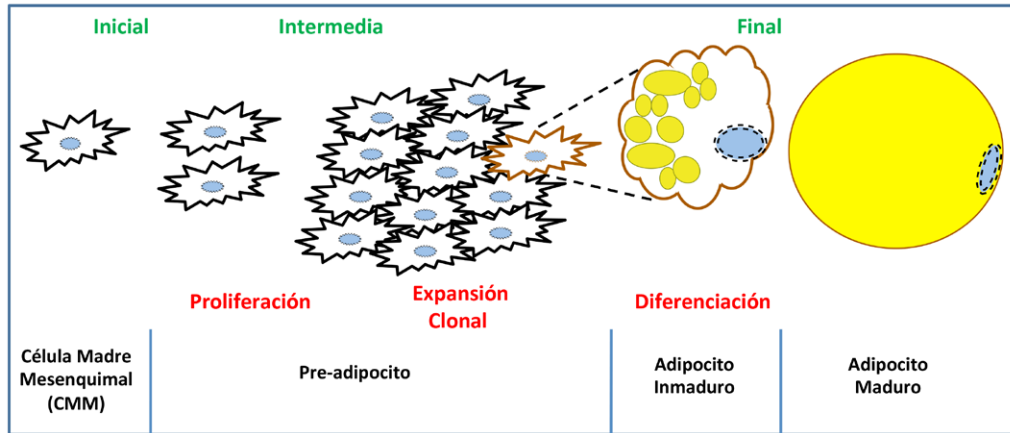 Inicial
Intermedia
Final
Proliferación
Expansión
Clonal
Diferenciación
Célula Madre
Mesenquimal
(CMM)
Pre-adipocito
Adipocito
Inmaduro
Adipocito
Maduro